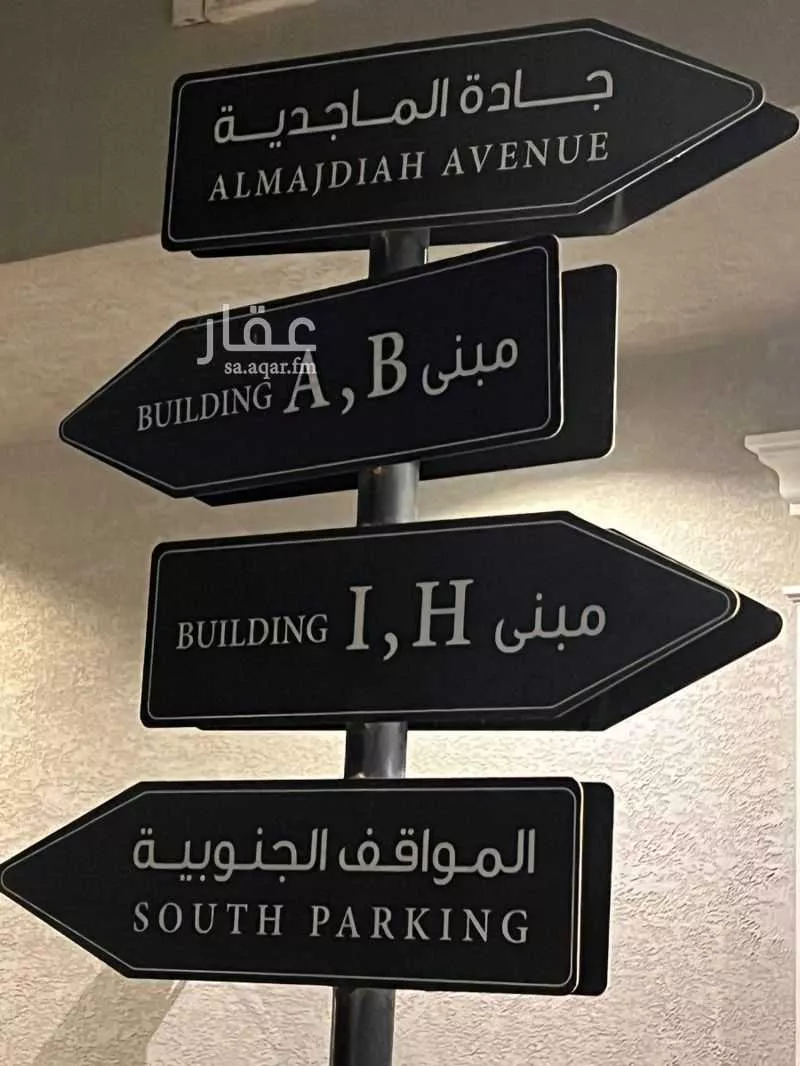 جادة الماجدية
ALMAJDIAH AVENUE
عقار
sa.aqar.fm
BUILDING A, B مبنى
BUILDING I, H مبنى
المواقف الجنوبية
SOUTH PARKING